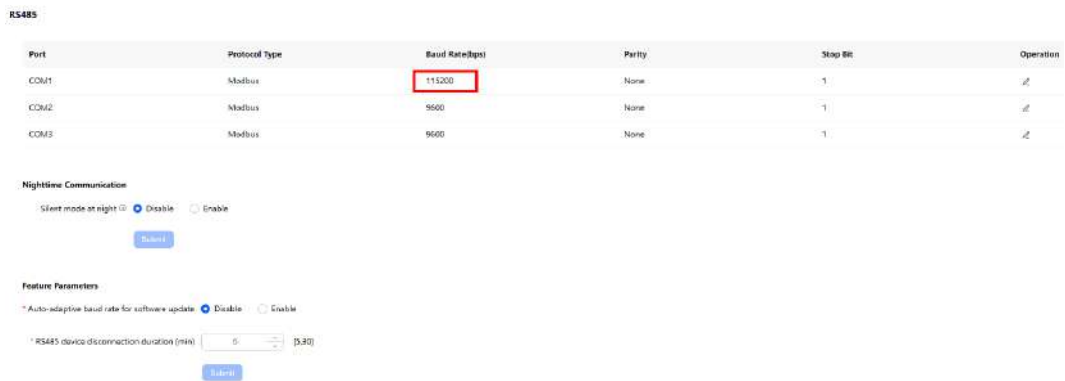 RS485
Port Protocol Type Baud Rate(bps) Parity Stop Bit Operation
COM1 Modbus 115200 None 1
COM2 Modbus 9600 None 1
COM3 Modbus 9600 None 1
Nighttime Communication
Silent mode at night Disable Enable
Submit
Feature Parameters
* Auto-adaptive baud rate for software update Disable Enable
* RS485 device disconnection duration (min) 6 [5,30]
Submit